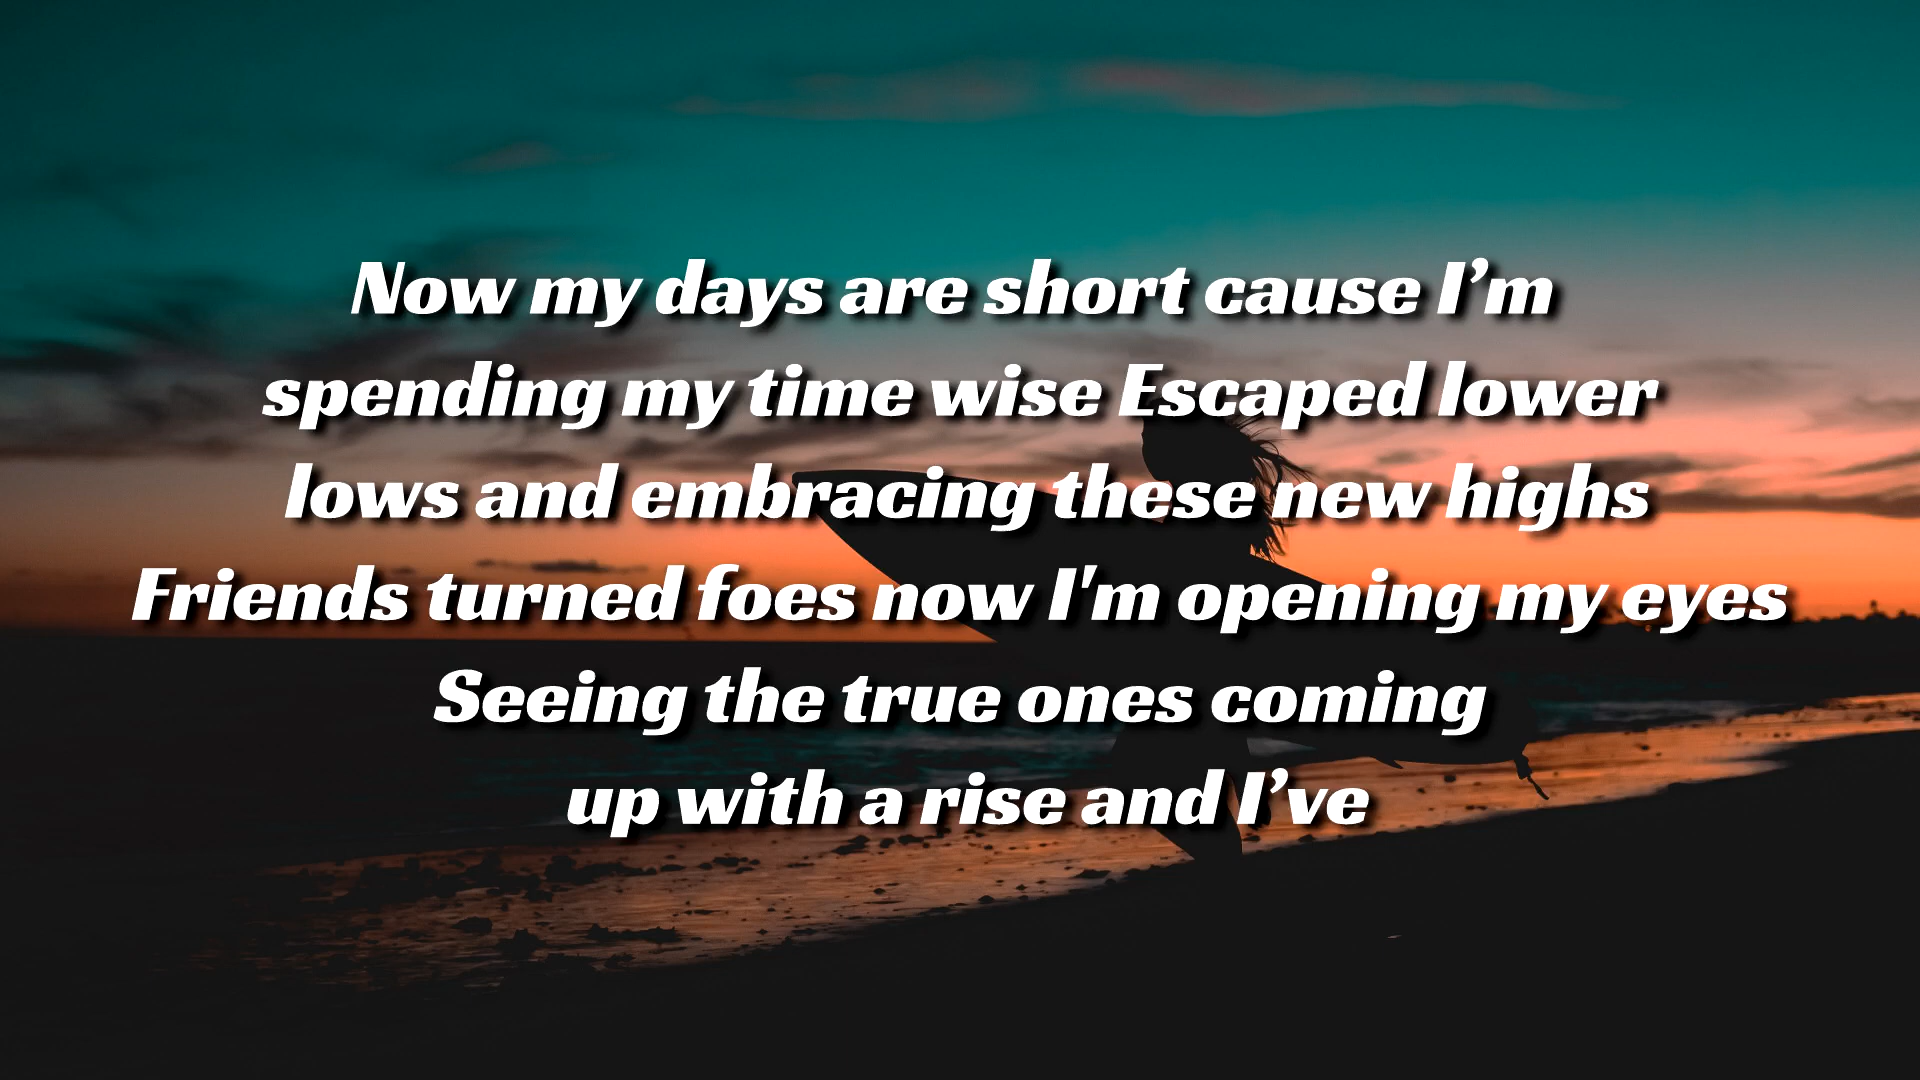 Now my days are short cause I’m
spending my time wise Escaped lower
lows and embracing these new highs
Friends turned foes now I'm opening my eyes
Seeing the true ones coming
up with a rise and I’ve